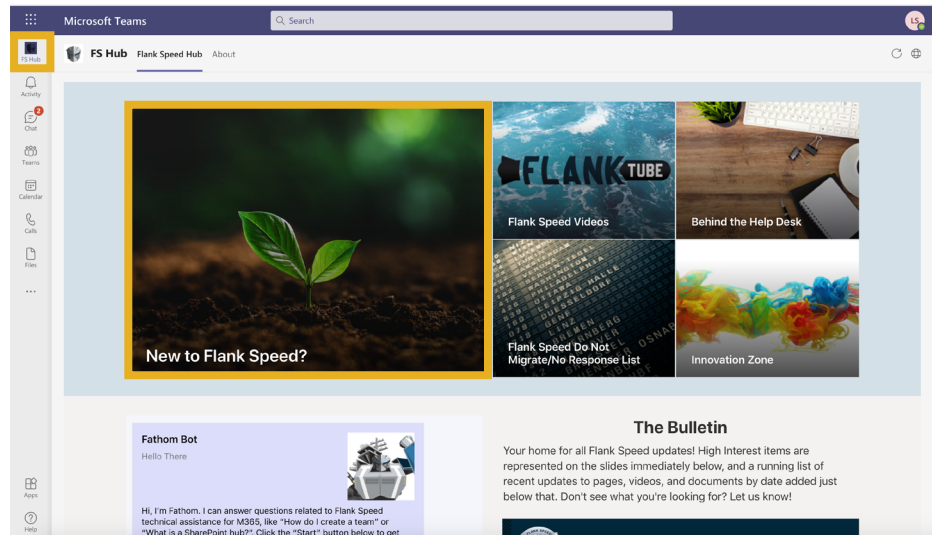 Microsoft Teams
Search
LS
FS Hub
FS Hub
Flank Speed Hub
About
Activity
2
Chat
Teams
Calendar
Calls
Files
Apps
Help
New to Flank Speed?
FLANK TUBE
Flank Speed Videos
Behind the Help Desk
PHILADELPHIA
DUESSELDORF
BREMEN
OSNAB
Flank Speed Do Not
Migrate/No Response List
Innovation Zone
Fathom Bot
Hello There
Hi, I'm Fathom. I can answer questions related to Flank Speed
technical assistance for M365, like "How do I create a team" or
"What is a SharePoint hub?". Click the "Start" button below to get
The Bulletin
Your home for all Flank Speed updates! High Interest items are
represented on the slides immediately below, and a running list of
recent updates to pages, videos, and documents by date added just
below that. Don't see what you're looking for? Let us know!
FLANK SPEED